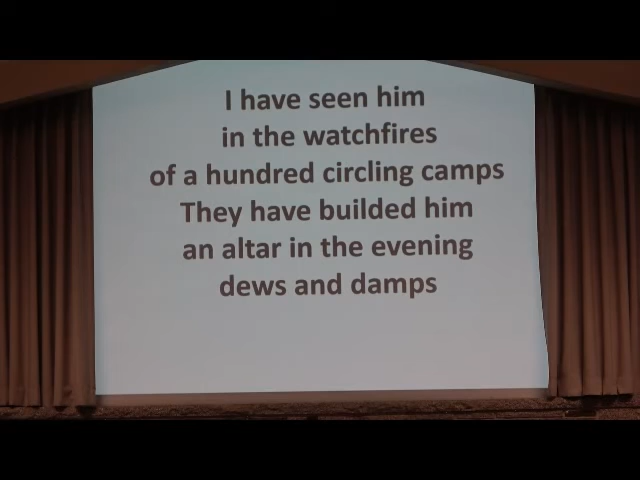 I have seen him
in the watchfires
of a hundred circling camps
They have builded him
an altar in the evening
dews and damps